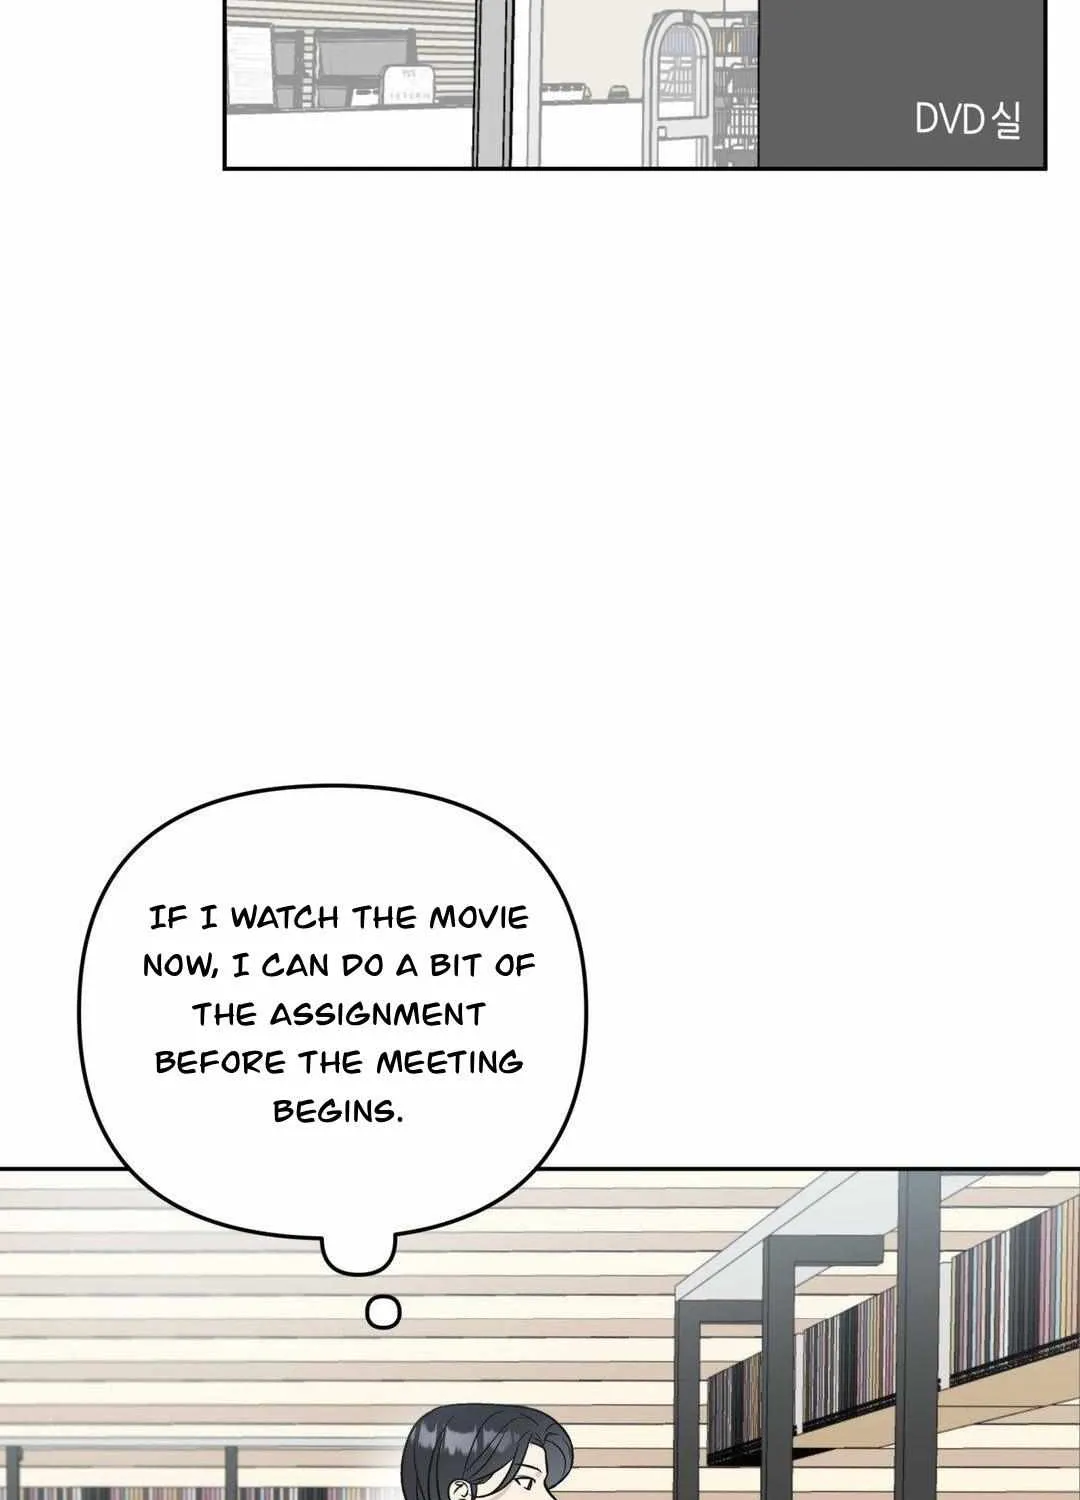 DVD실
IF I WATCH THE MOVIE
NOW, I CAN DO A BIT OF
THE ASSIGNMENT
BEFORE THE MEETING
BEGINS.